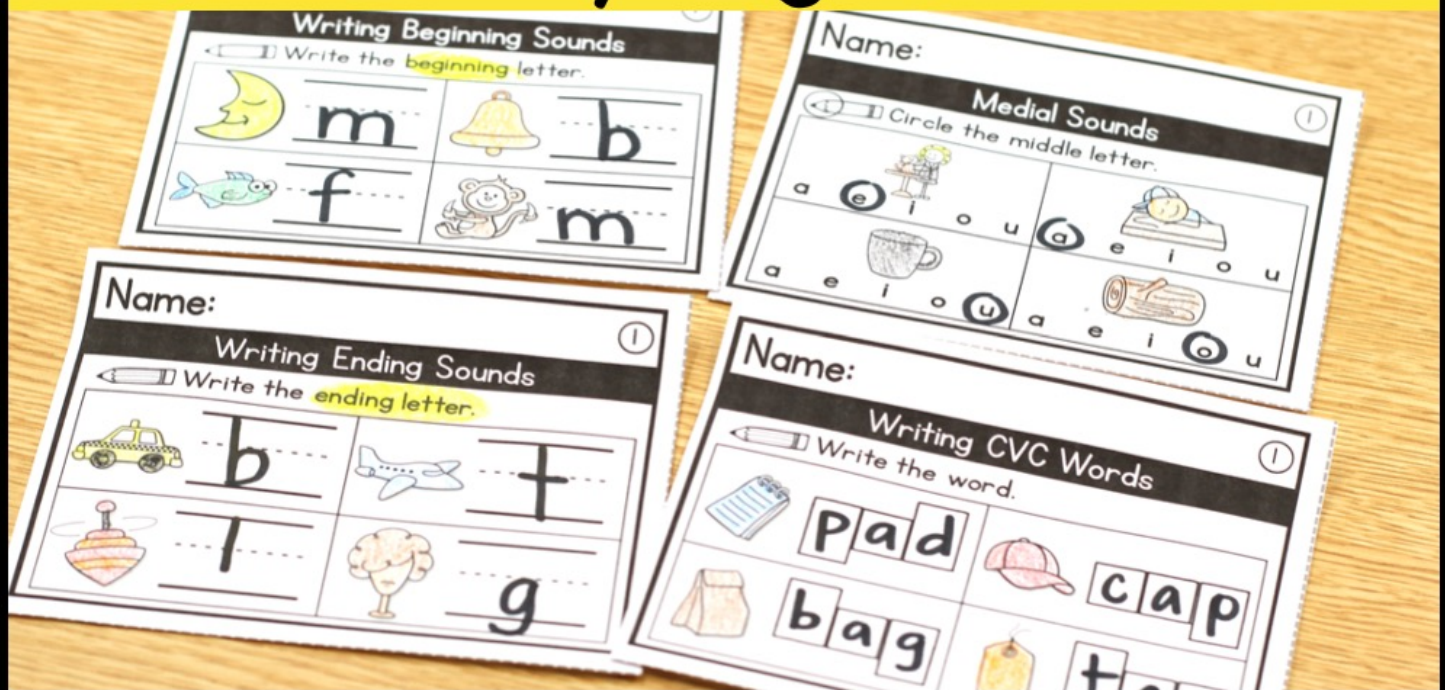 Writing Beginning Sounds
Write the beginning letter.
m b
f m
Name:
Medial Sounds 1
Circle the middle letter.
a e i o u
a e i o u
a e i o u
a e i o u
Name:
1
Writing Ending Sounds
Write the ending letter.
b t
l g
Name:
Writing CVC Words 1
Write the word.
pad cap
bag